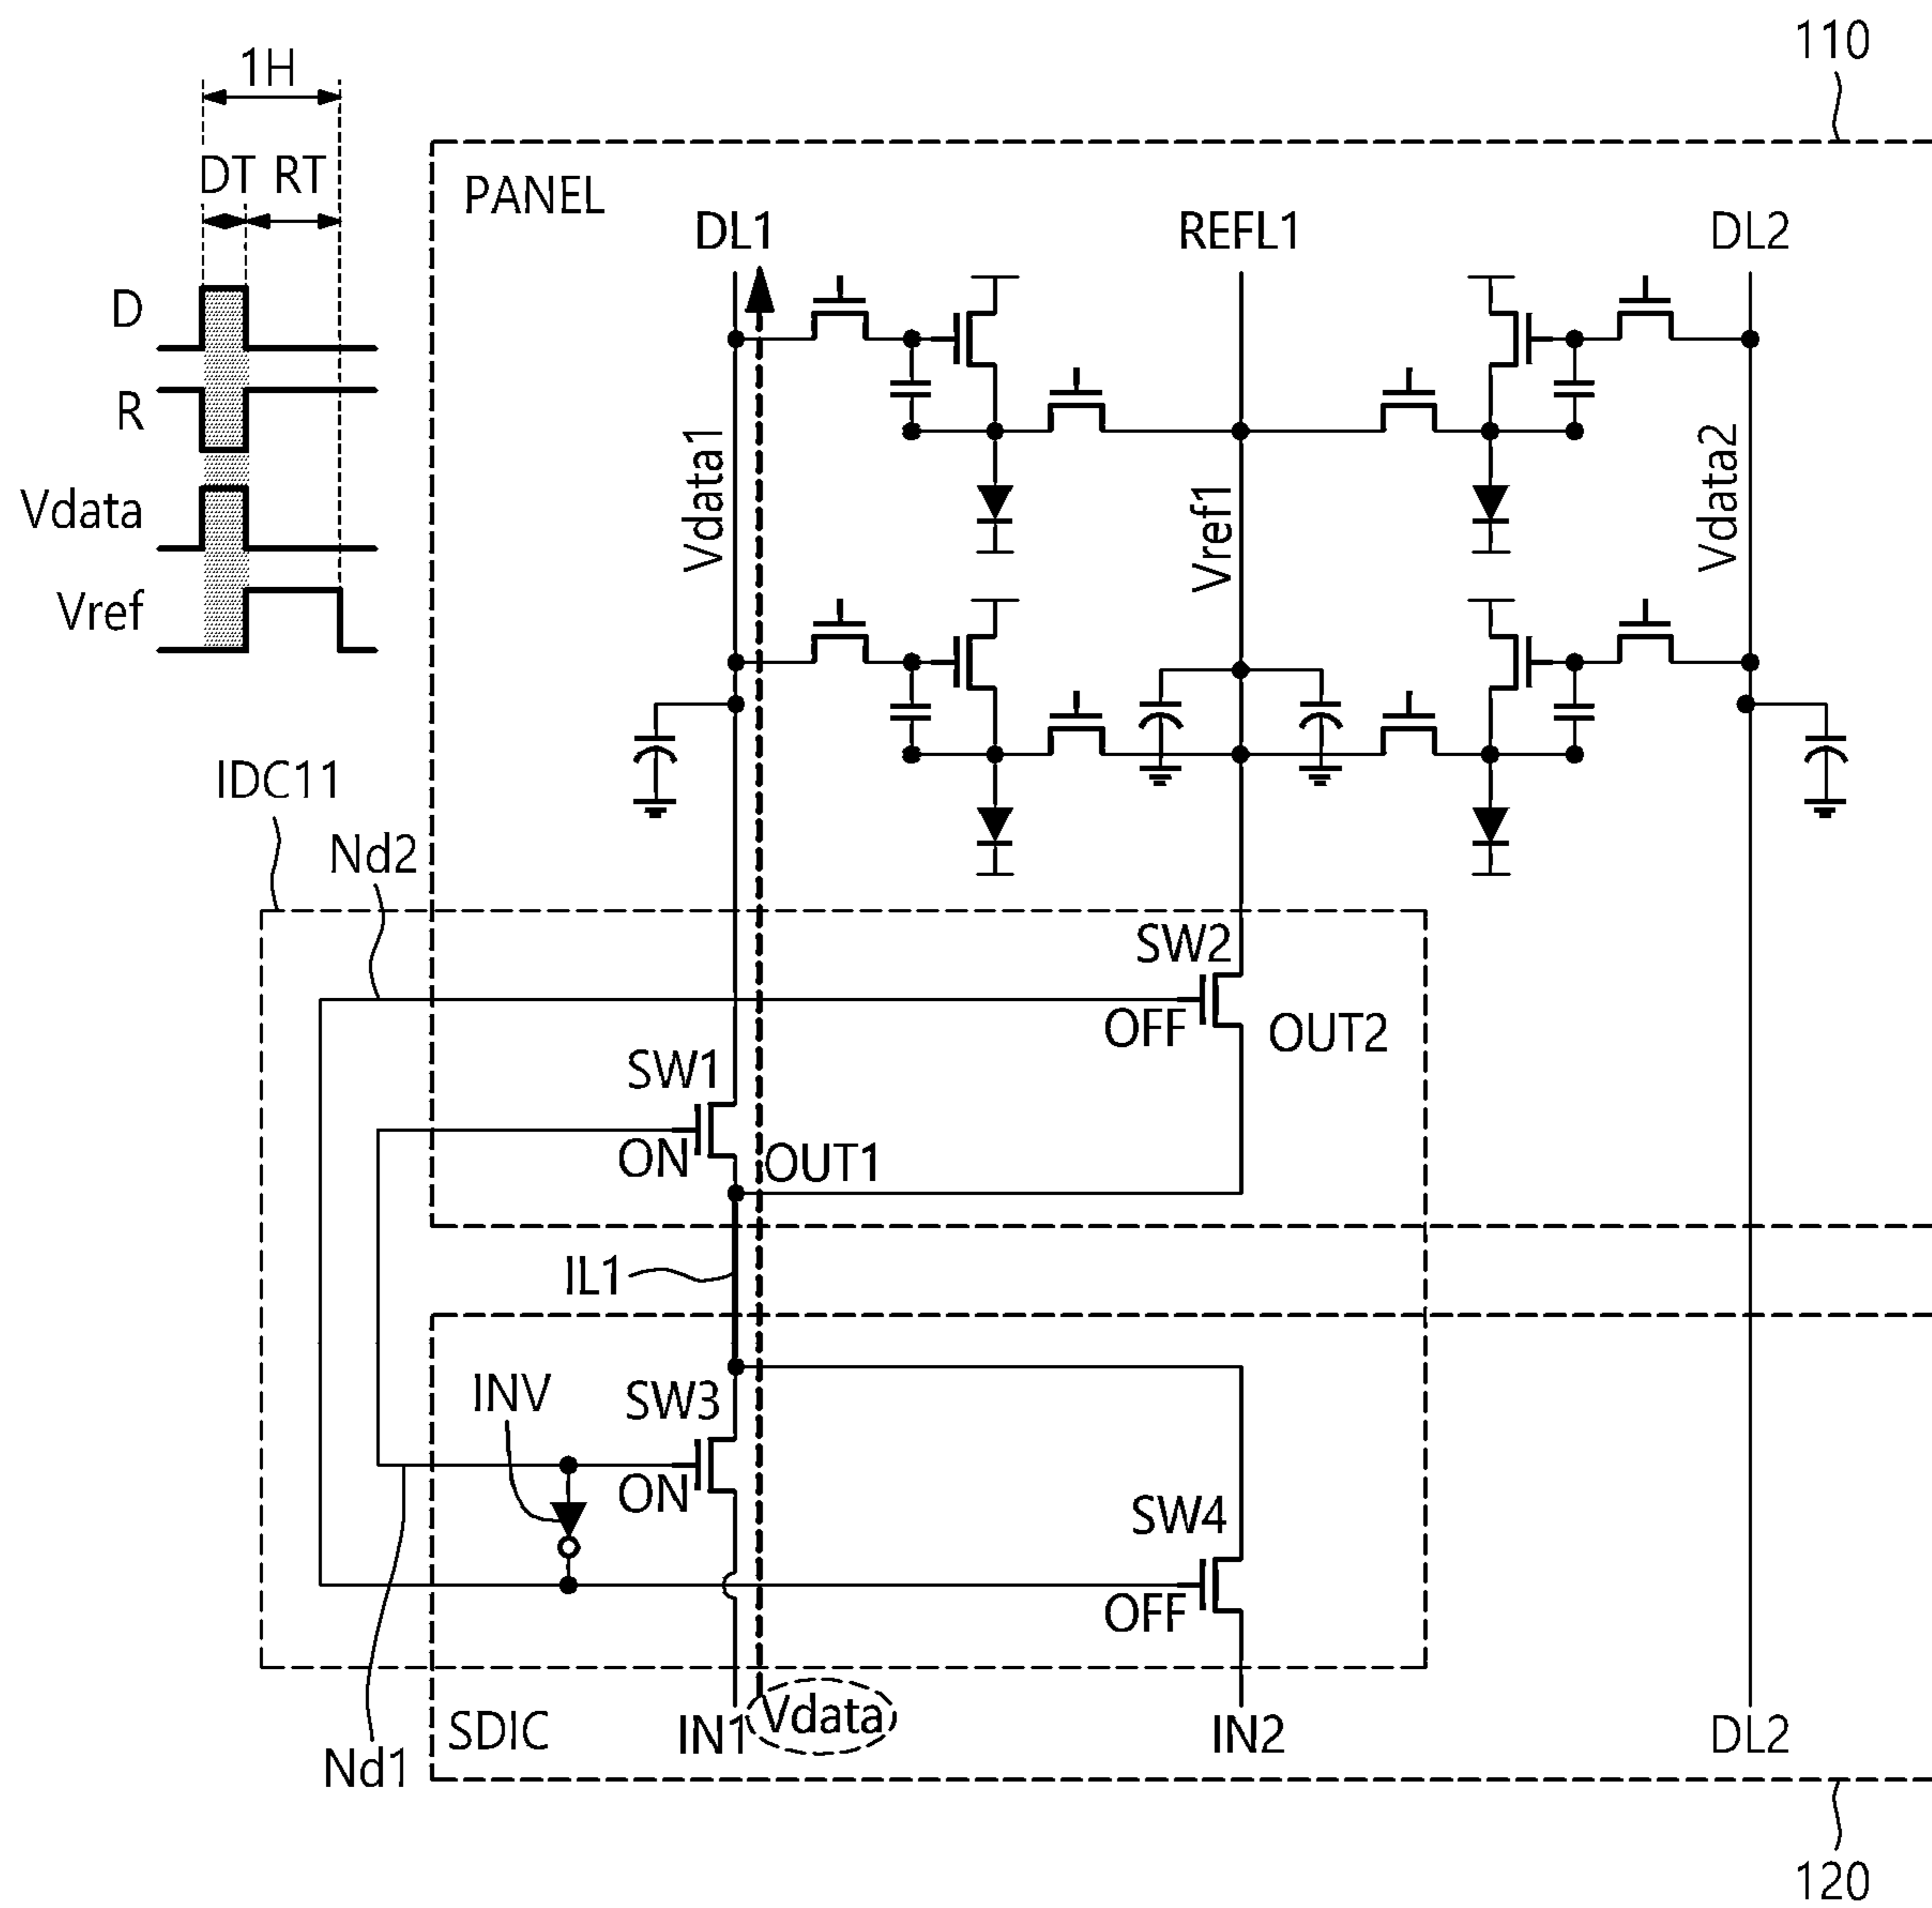 110
1H
DT RT
PANEL
DL1
REFL1
DL2
D
R
Vdata
Vref
Vdata1
Vref1
Vdata2
IDC11
Nd2
SW2
OFF
OUT2
SW1
ON
OUT1
IL1
INV
SW3
ON
SW4
OFF
SDIC
IN1
Vdata
IN2
DL2
Nd1
120